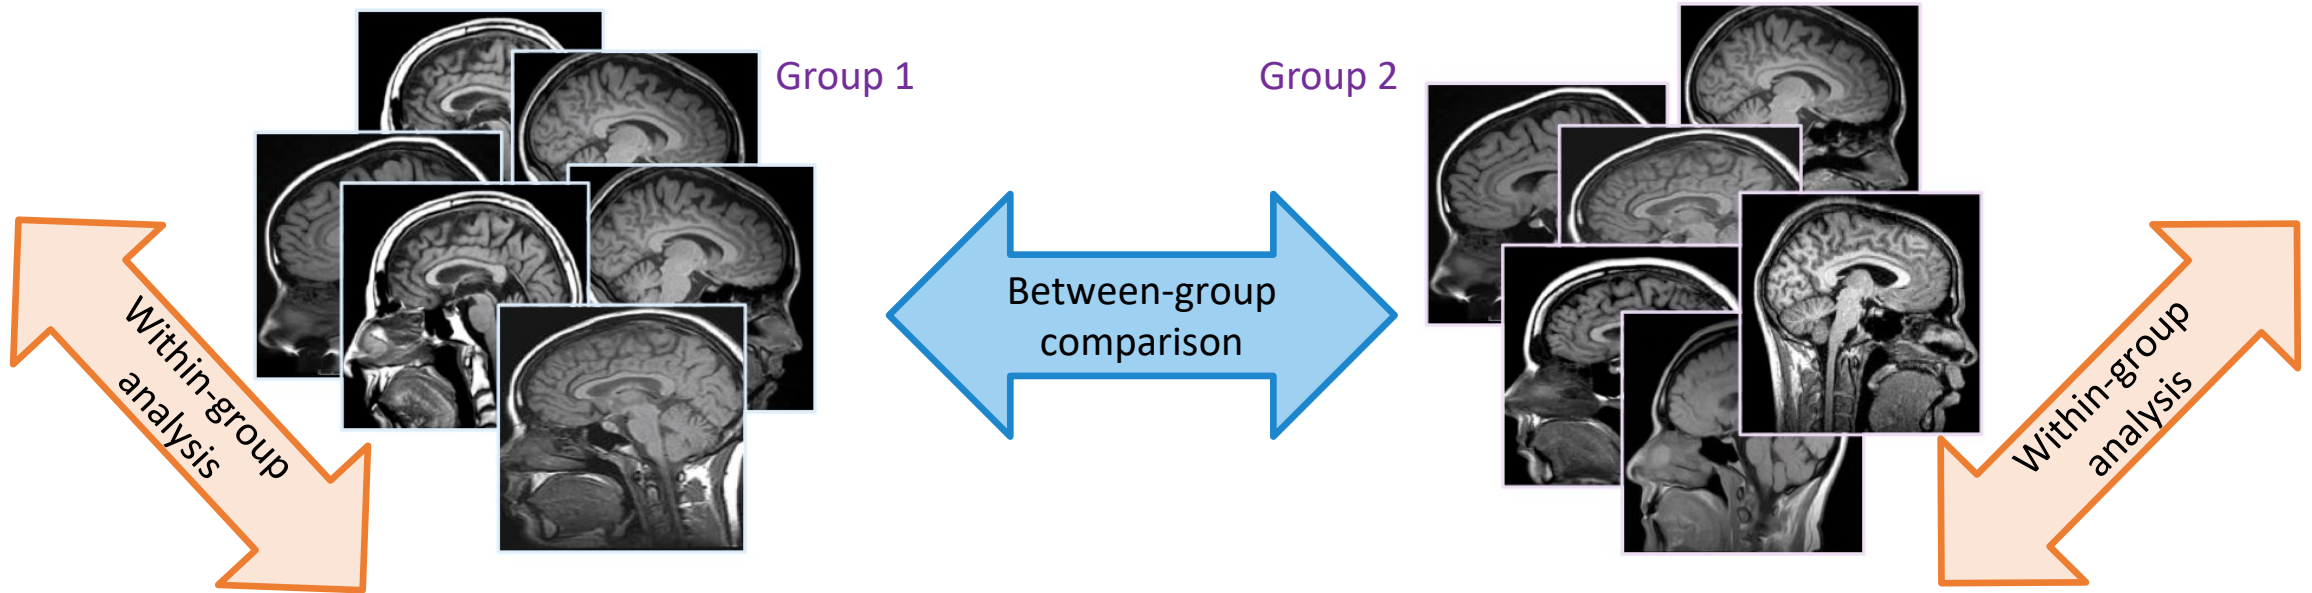 Group 1
Group 2
Within-group
analysis
Between-group
comparison
Within-group
analysis